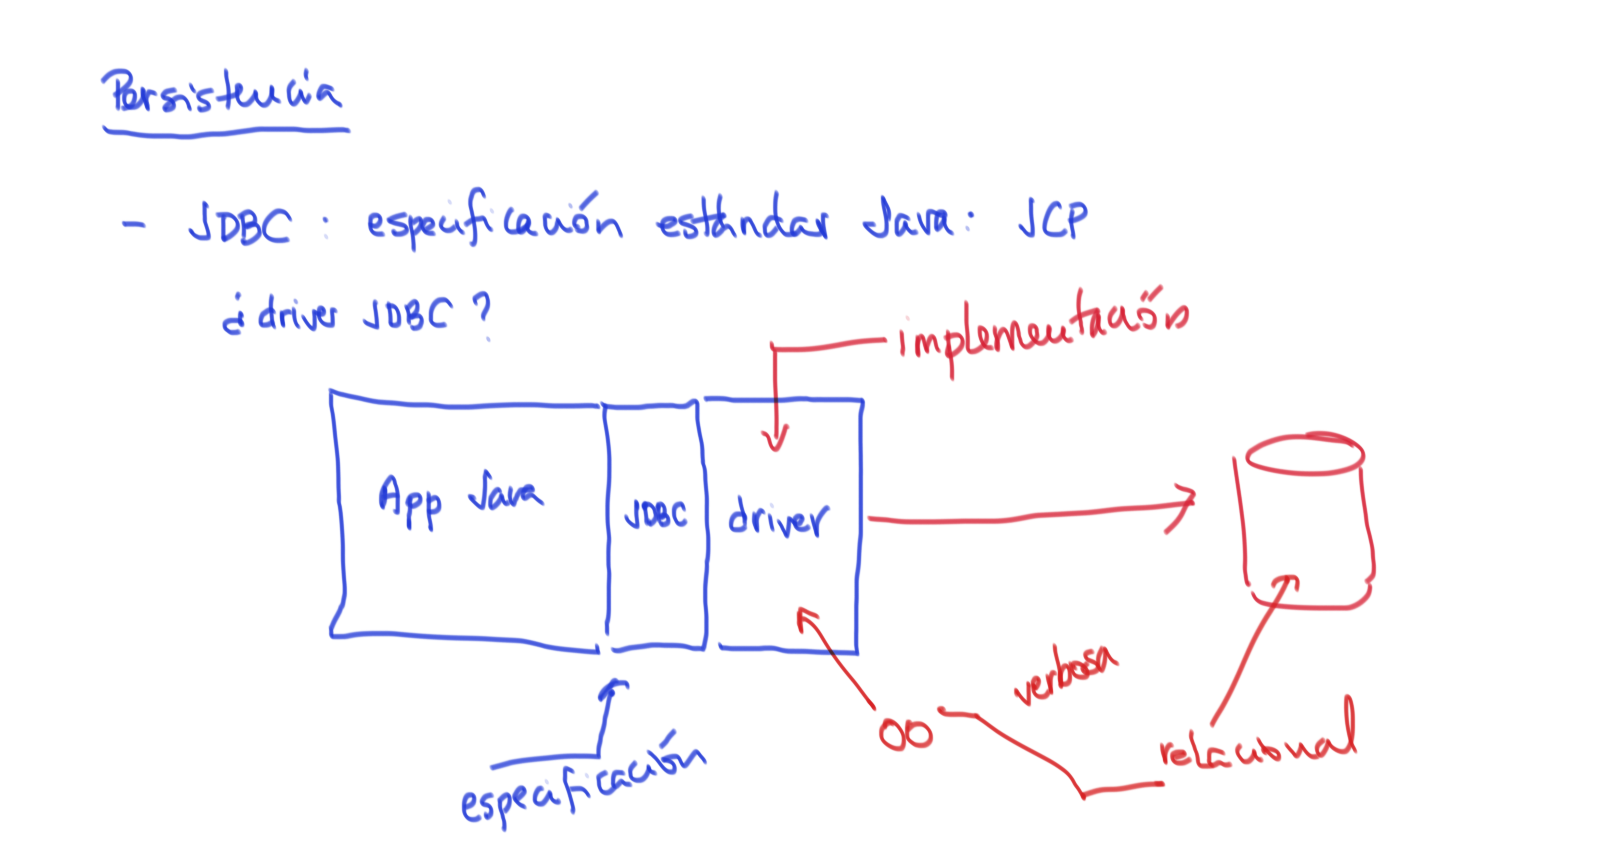 Persistencia
- JDBC : especificación estándar Java: JCP
¿driver JDBC?
implementación
App Java
JDBC
driver
verbosa
OO
relacional
especificación